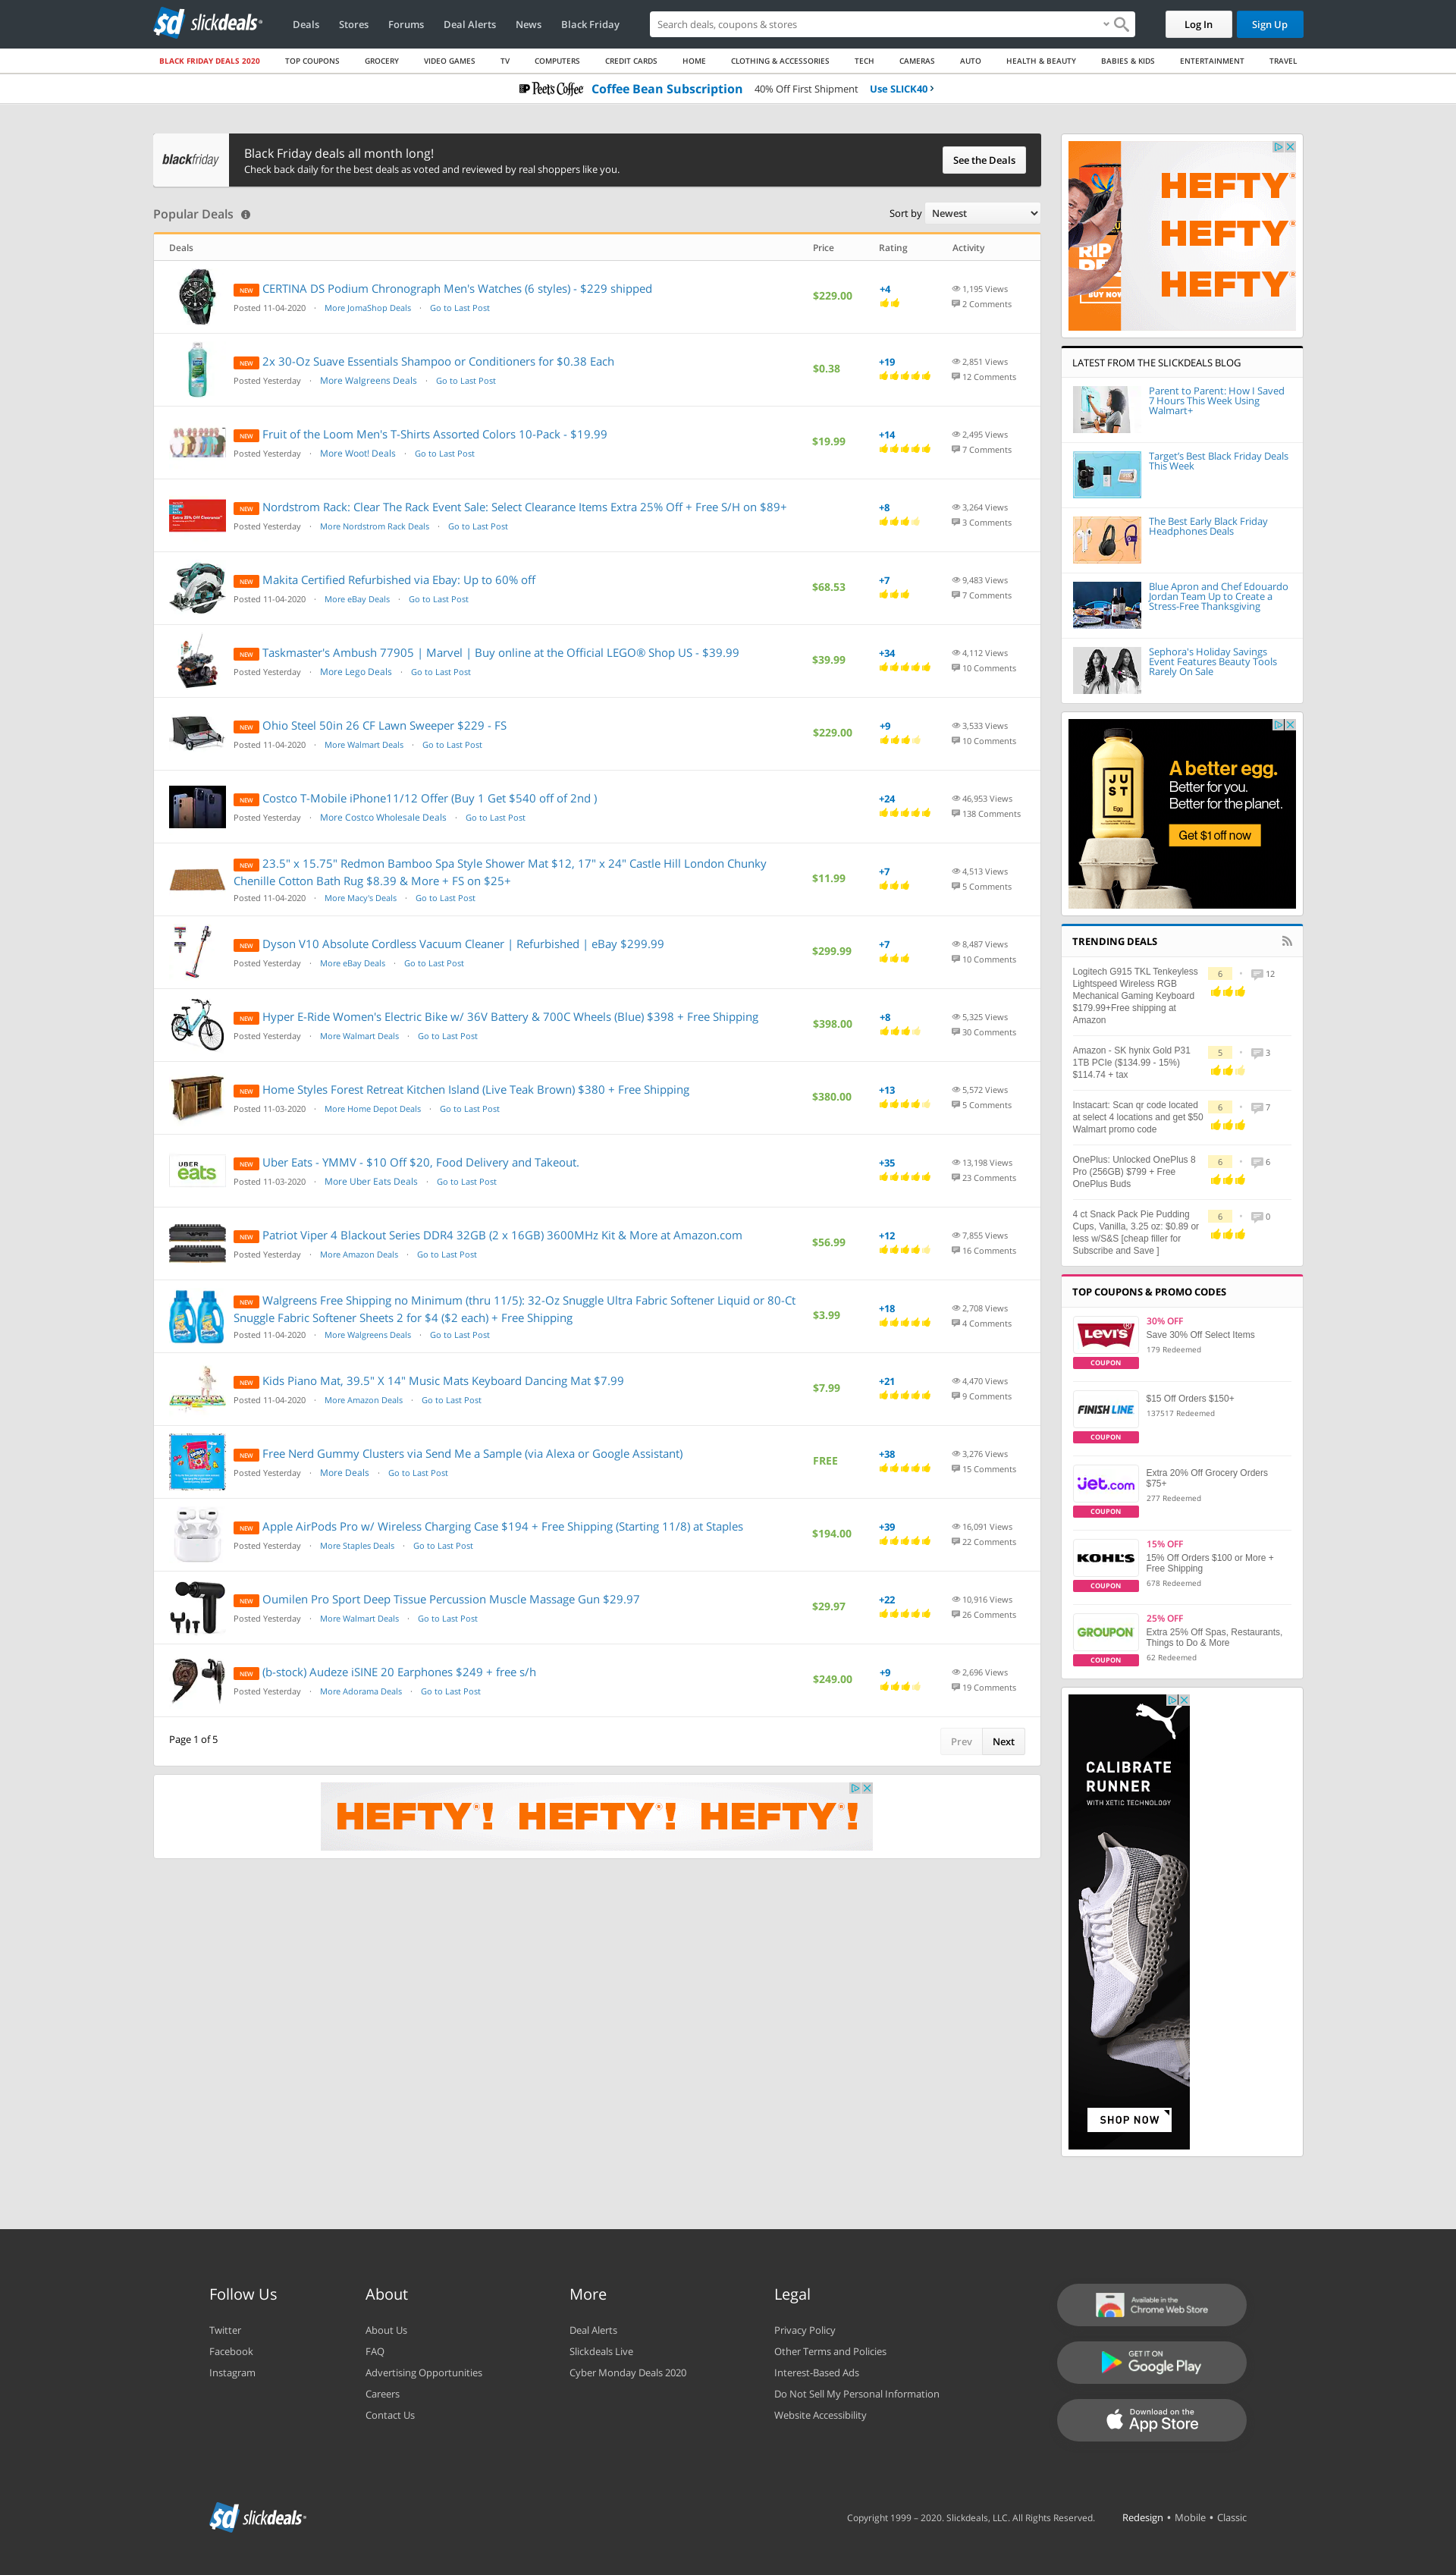 sd slickdeals
Deals Stores Forums Deal Alerts News Black Friday
Search deals, coupons & stores
Log In Sign Up
BLACK FRIDAY DEALS 2020 TOP COUPONS GROCERY VIDEO GAMES TV COMPUTERS CREDIT CARDS HOME CLOTHING & ACCESSORIES TECH CAMERAS AUTO HEALTH & BEAUTY BABIES & KIDS ENTERTAINMENT TRAVEL
Peet's Coffee Coffee Bean Subscription 40% Off First Shipment Use SLICK40
blackfriday
Black Friday deals all month long!
Check back daily for the best deals as voted and reviewed by real shoppers like you.
See the Deals
Popular Deals
Sort by Newest
Deals Price Rating Activity
NEW CERTINA DS Podium Chronograph Men's Watches (6 styles) - $229 shipped
Posted 11-04-2020 · More JomaShop Deals · Go to Last Post
$229.00 +4 1,195 Views
2 Comments
NEW 2x 30-Oz Suave Essentials Shampoo or Conditioners for $0.38 Each
Posted Yesterday · More Walgreens Deals · Go to Last Post
$0.38 +19 2,851 Views
12 Comments
NEW Fruit of the Loom Men's T-Shirts Assorted Colors 10-Pack - $19.99
Posted Yesterday · More Woot! Deals · Go to Last Post
$19.99 +14 2,495 Views
7 Comments
NEW Nordstrom Rack: Clear The Rack Event Sale: Select Clearance Items Extra 25% Off + Free S/H on $89+
Posted Yesterday · More Nordstrom Rack Deals · Go to Last Post
+8 3,264 Views
3 Comments
NEW Makita Certified Refurbished via Ebay: Up to 60% off
Posted 11-04-2020 · More eBay Deals · Go to Last Post
$68.53 +7 9,483 Views
7 Comments
NEW Taskmaster's Ambush 77905 | Marvel | Buy online at the Official LEGO® Shop US - $39.99
Posted Yesterday · More Lego Deals · Go to Last Post
$39.99 +34 4,112 Views
10 Comments
NEW Ohio Steel 50in 26 CF Lawn Sweeper $229 - FS
Posted 11-04-2020 · More Walmart Deals · Go to Last Post
$229.00 +9 3,533 Views
10 Comments
NEW Costco T-Mobile iPhone11/12 Offer (Buy 1 Get $540 off of 2nd )
Posted Yesterday · More Costco Wholesale Deals · Go to Last Post
+24 46,953 Views
138 Comments
NEW 23.5" x 15.75" Redmon Bamboo Spa Style Shower Mat $12, 17" x 24" Castle Hill London Chunky
Chenille Cotton Bath Rug $8.39 & More + FS on $25+
Posted 11-04-2020 · More Macy's Deals · Go to Last Post
$11.99 +7 4,513 Views
5 Comments
NEW Dyson V10 Absolute Cordless Vacuum Cleaner | Refurbished | eBay $299.99
Posted Yesterday · More eBay Deals · Go to Last Post
$299.99 +7 8,487 Views
10 Comments
NEW Hyper E-Ride Women's Electric Bike w/ 36V Battery & 700C Wheels (Blue) $398 + Free Shipping
Posted Yesterday · More Walmart Deals · Go to Last Post
$398.00 +8 5,325 Views
30 Comments
NEW Home Styles Forest Retreat Kitchen Island (Live Teak Brown) $380 + Free Shipping
Posted 11-03-2020 · More Home Depot Deals · Go to Last Post
$380.00 +13 5,572 Views
5 Comments
UBER eats
NEW Uber Eats - YMMV - $10 Off $20, Food Delivery and Takeout.
Posted 11-03-2020 · More Uber Eats Deals · Go to Last Post
+35 13,198 Views
23 Comments
NEW Patriot Viper 4 Blackout Series DDR4 32GB (2 x 16GB) 3600MHz Kit & More at Amazon.com
Posted Yesterday · More Amazon Deals · Go to Last Post
$56.99 +12 7,855 Views
16 Comments
NEW Walgreens Free Shipping no Minimum (thru 11/5): 32-Oz Snuggle Ultra Fabric Softener Liquid or 80-Ct
Snuggle Fabric Softener Sheets 2 for $4 ($2 each) + Free Shipping
Posted 11-04-2020 · More Walgreens Deals · Go to Last Post
$3.99 +18 2,708 Views
4 Comments
NEW Kids Piano Mat, 39.5" X 14" Music Mats Keyboard Dancing Mat $7.99
Posted 11-04-2020 · More Amazon Deals · Go to Last Post
$7.99 +21 4,470 Views
9 Comments
NEW Free Nerd Gummy Clusters via Send Me a Sample (via Alexa or Google Assistant)
Posted Yesterday · More Deals · Go to Last Post
FREE +38 3,276 Views
15 Comments
NEW Apple AirPods Pro w/ Wireless Charging Case $194 + Free Shipping (Starting 11/8) at Staples
Posted Yesterday · More Staples Deals · Go to Last Post
$194.00 +39 16,091 Views
22 Comments
NEW Oumilen Pro Sport Deep Tissue Percussion Muscle Massage Gun $29.97
Posted Yesterday · More Walmart Deals · Go to Last Post
$29.97 +22 10,916 Views
26 Comments
NEW (b-stock) Audeze iSINE 20 Earphones $249 + free s/h
Posted Yesterday · More Adorama Deals · Go to Last Post
$249.00 +9 2,696 Views
19 Comments
Page 1 of 5
Prev Next
HEFTY®! HEFTY®! HEFTY®!
HEFTY®
HEFTY®
HEFTY®
BUY NOW
LATEST FROM THE SLICKDEALS BLOG
Parent to Parent: How I Saved
7 Hours This Week Using
Walmart+
Target's Best Black Friday Deals
This Week
The Best Early Black Friday
Headphones Deals
Blue Apron and Chef Edouardo
Jordan Team Up to Create a
Stress-Free Thanksgiving
Sephora's Holiday Savings
Event Features Beauty Tools
Rarely On Sale
JUST
Egg
A better egg.
Better for you.
Better for the planet.
Get $1 off now
TRENDING DEALS
Logitech G915 TKL Tenkeyless
Lightspeed Wireless RGB
Mechanical Gaming Keyboard
$179.99+Free shipping at
Amazon
6 · 12
Amazon - SK hynix Gold P31
1TB PCIe ($134.99 - 15%)
$114.74 + tax
5 · 3
Instacart: Scan qr code located
at select 4 locations and get $50
Walmart promo code
6 · 7
OnePlus: Unlocked OnePlus 8
Pro (256GB) $799 + Free
OnePlus Buds
6 · 6
4 ct Snack Pack Pie Pudding
Cups, Vanilla, 3.25 oz: $0.89 or
less w/S&S [cheap filler for
Subscribe and Save ]
6 · 0
TOP COUPONS & PROMO CODES
LEVI'S®
COUPON
30% OFF
Save 30% Off Select Items
179 Redeemed
FINISH LINE
COUPON
$15 Off Orders $150+
137517 Redeemed
jet.com
COUPON
Extra 20% Off Grocery Orders
$75+
277 Redeemed
KOHL'S
COUPON
15% OFF
15% Off Orders $100 or More +
Free Shipping
678 Redeemed
GROUPON
COUPON
25% OFF
Extra 25% Off Spas, Restaurants,
Things to Do & More
62 Redeemed
CALIBRATE
RUNNER
WITH XETIC TECHNOLOGY
SHOP NOW
Follow Us
Twitter
Facebook
Instagram
About
About Us
FAQ
Advertising Opportunities
Careers
Contact Us
More
Deal Alerts
Slickdeals Live
Cyber Monday Deals 2020
Legal
Privacy Policy
Other Terms and Policies
Interest-Based Ads
Do Not Sell My Personal Information
Website Accessibility
Available in the
Chrome Web Store
GET IT ON
Google Play
Download on the
App Store
sd slickdeals
Copyright 1999 – 2020. Slickdeals, LLC. All Rights Reserved. Redesign • Mobile • Classic